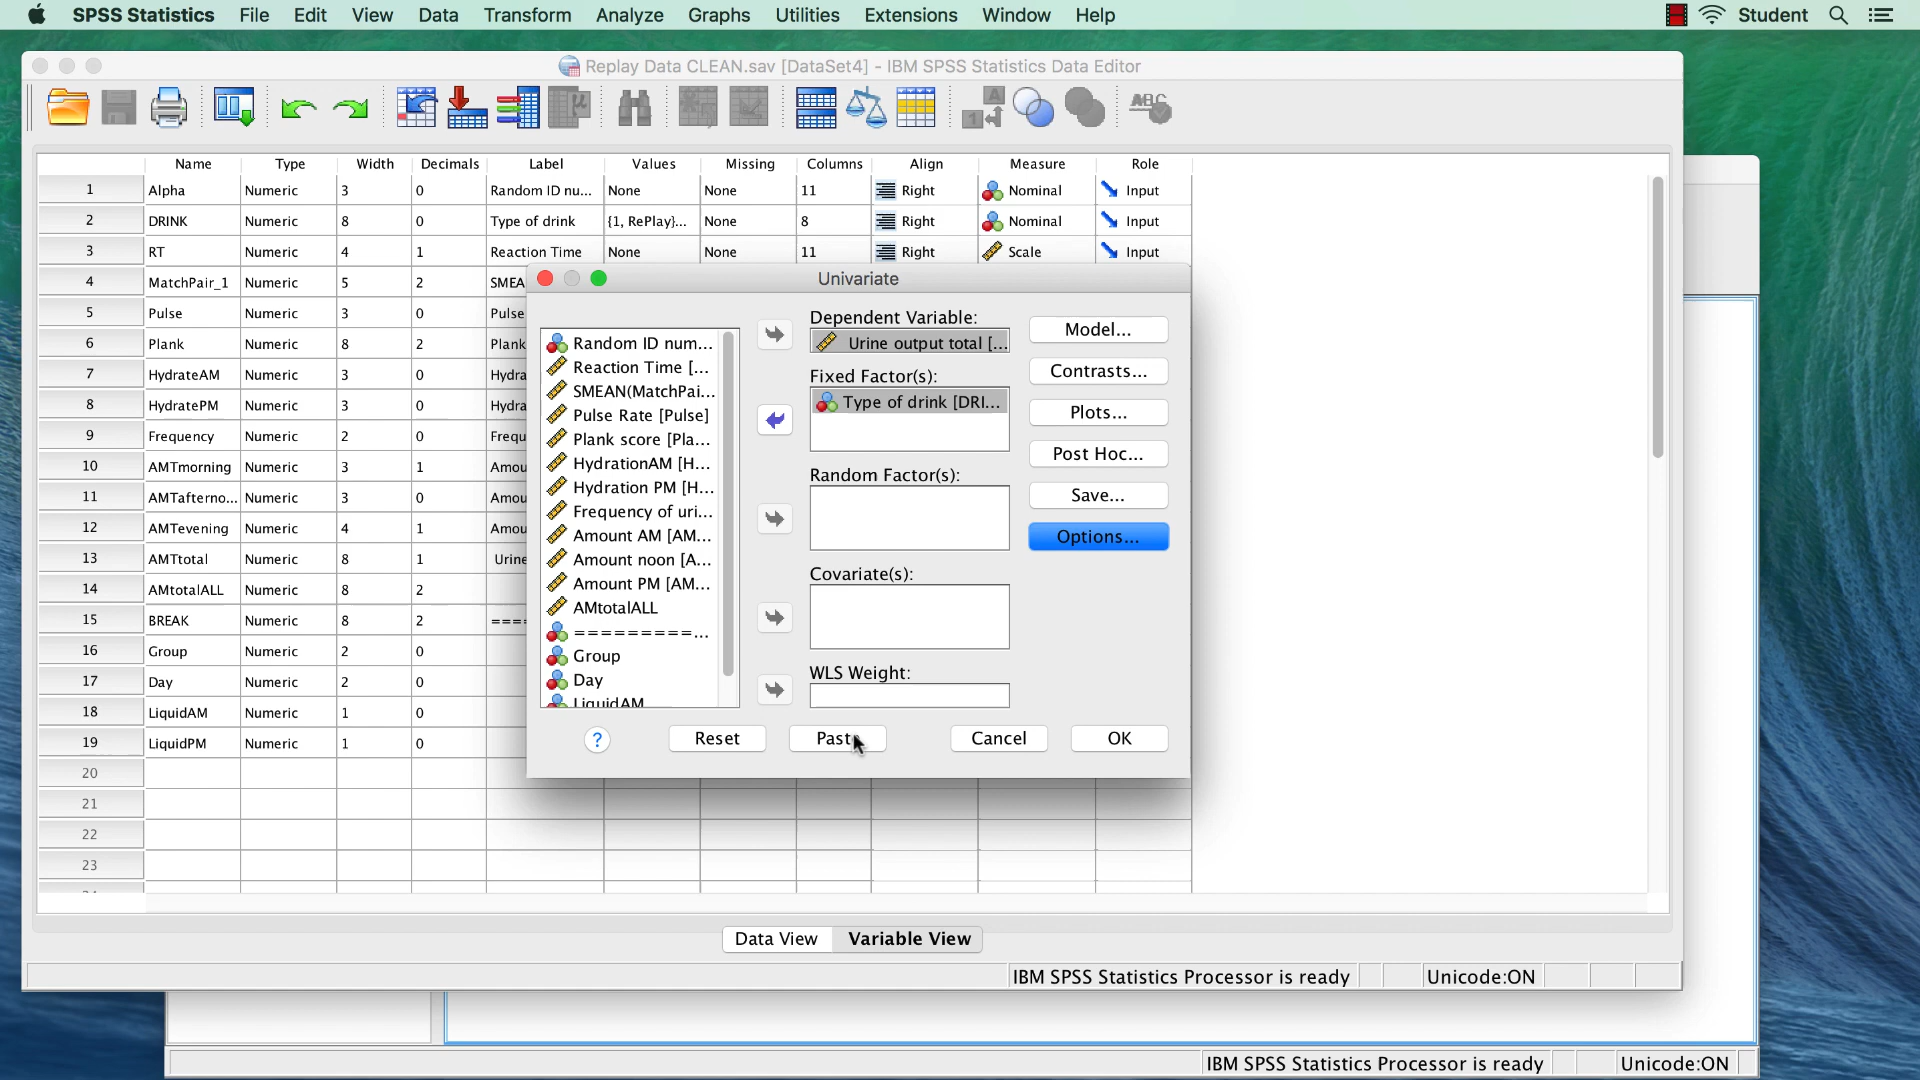 SPSS Statistics File Edit View Data Transform Analyze Graphs Utilities Extensions Window Help Student
Replay Data CLEAN.sav [DataSet4] - IBM SPSS Statistics Data Editor
Name Type Width Decimals Label Values Missing Columns Align Measure Role
1 Alpha Numeric 3 0 Random ID nu... None None 11 Right Nominal Input
2 DRINK Numeric 8 0 Type of drink {1, RePlay}... None 8 Right Nominal Input
3 RT Numeric 4 1 Reaction Time None None 11 Right Scale Input
4 MatchPair_1 Numeric 5 2 SMEA
5 Pulse Numeric 3 0 Pulse
6 Plank Numeric 8 2 Plank
7 HydrateAM Numeric 3 0 Hydra
8 HydratePM Numeric 3 0 Hydra
9 Frequency Numeric 2 0 Frequ
10 AMTmorning Numeric 3 1 Amou
11 AMTafterno... Numeric 3 0 Amou
12 AMTevening Numeric 4 1 Amou
13 AMTtotal Numeric 8 1 Urine
14 AMtotalALL Numeric 8 2
15 BREAK Numeric 8 2 ====
16 Group Numeric 2 0
17 Day Numeric 2 0
18 LiquidAM Numeric 1 0
19 LiquidPM Numeric 1 0
20
21
22
23
Univariate
Random ID num...
Reaction Time [...
SMEAN(MatchPai...
Pulse Rate [Pulse]
Plank score [Pla...
HydrationAM [H...
Hydration PM [H...
Frequency of uri...
Amount AM [AM...
Amount noon [A...
Amount PM [AM...
AMtotalALL
=========...
Group
Day
LiquidAM
Dependent Variable:
Urine output total [...
Fixed Factor(s):
Type of drink [DRI...
Random Factor(s):
Covariate(s):
WLS Weight:
Model...
Contrasts...
Plots...
Post Hoc...
Save...
Options...
? Reset Paste Cancel OK
Data View Variable View
IBM SPSS Statistics Processor is ready Unicode:ON
IBM SPSS Statistics Processor is ready Unicode:ON